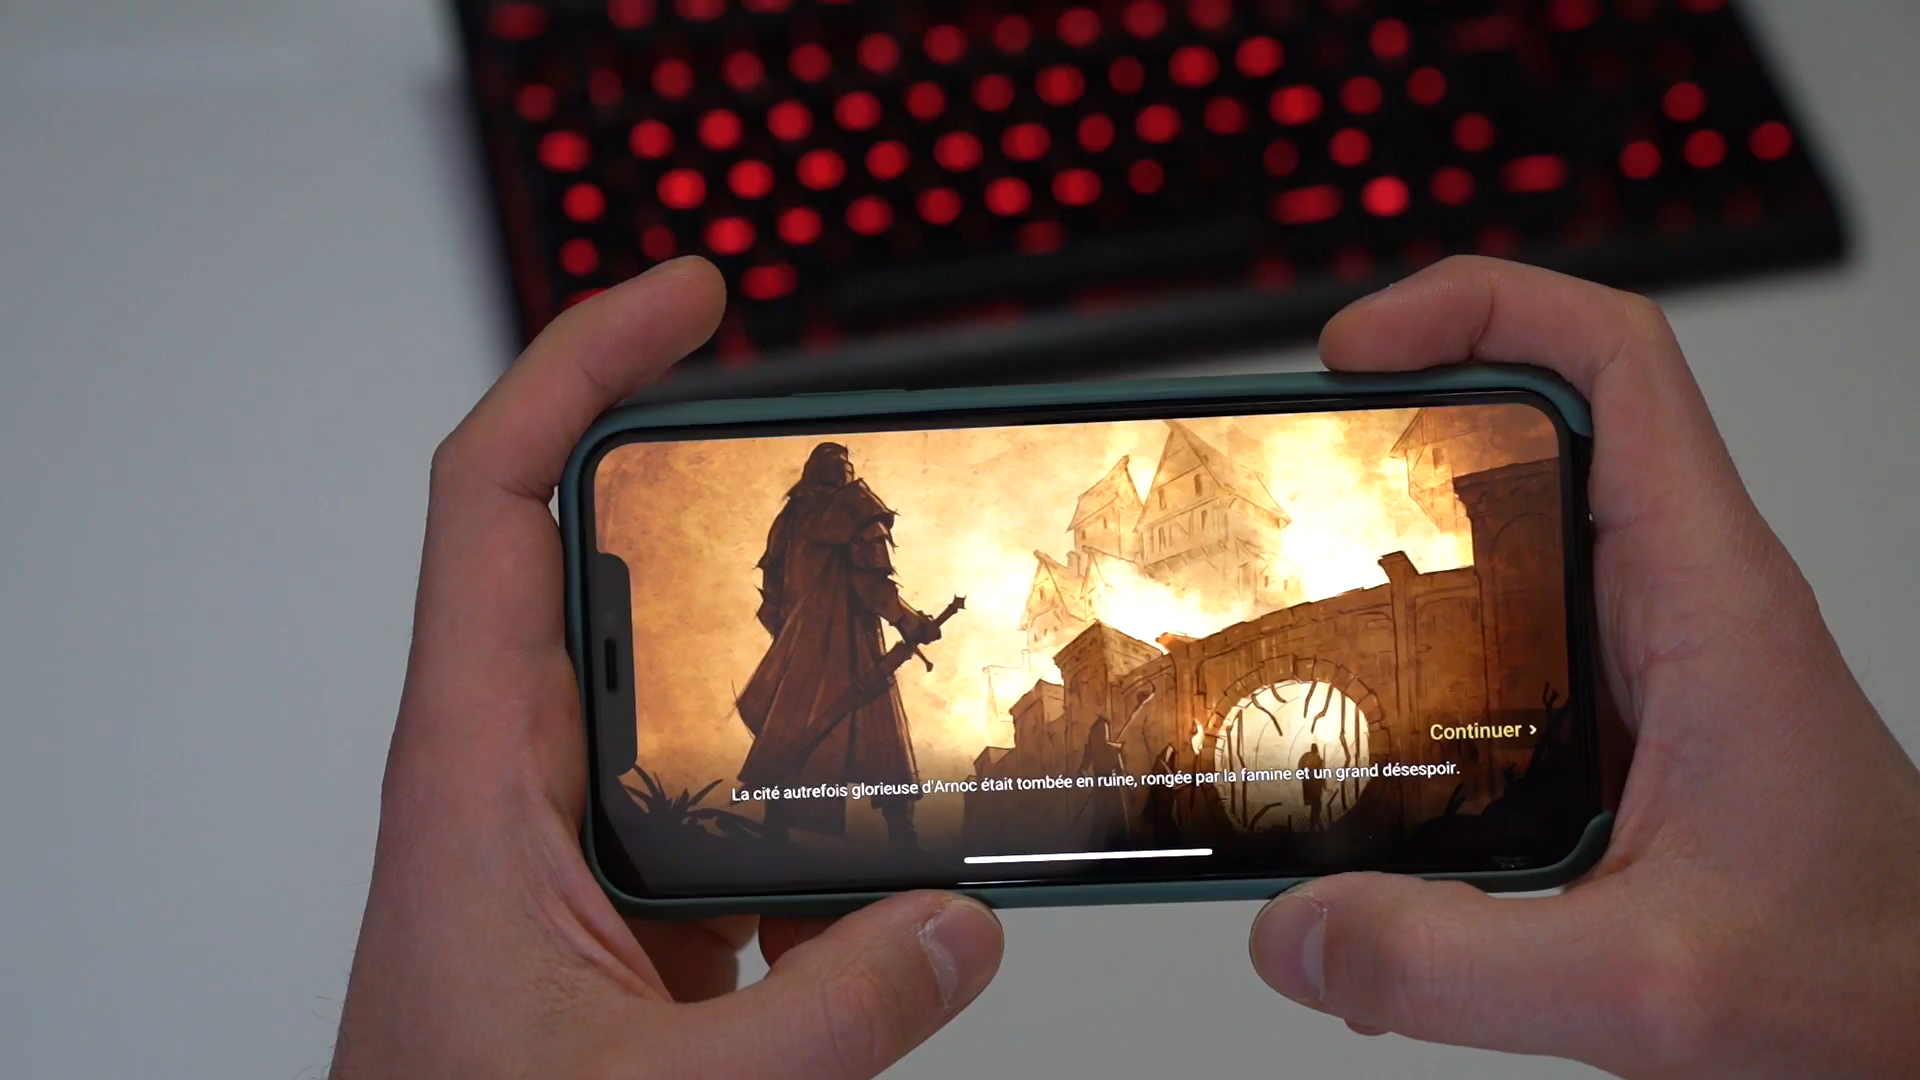 Continuer >
La cité autrefois glorieuse d'Arnoc était tombée en ruine, rongée par la famine et un grand désespoir.